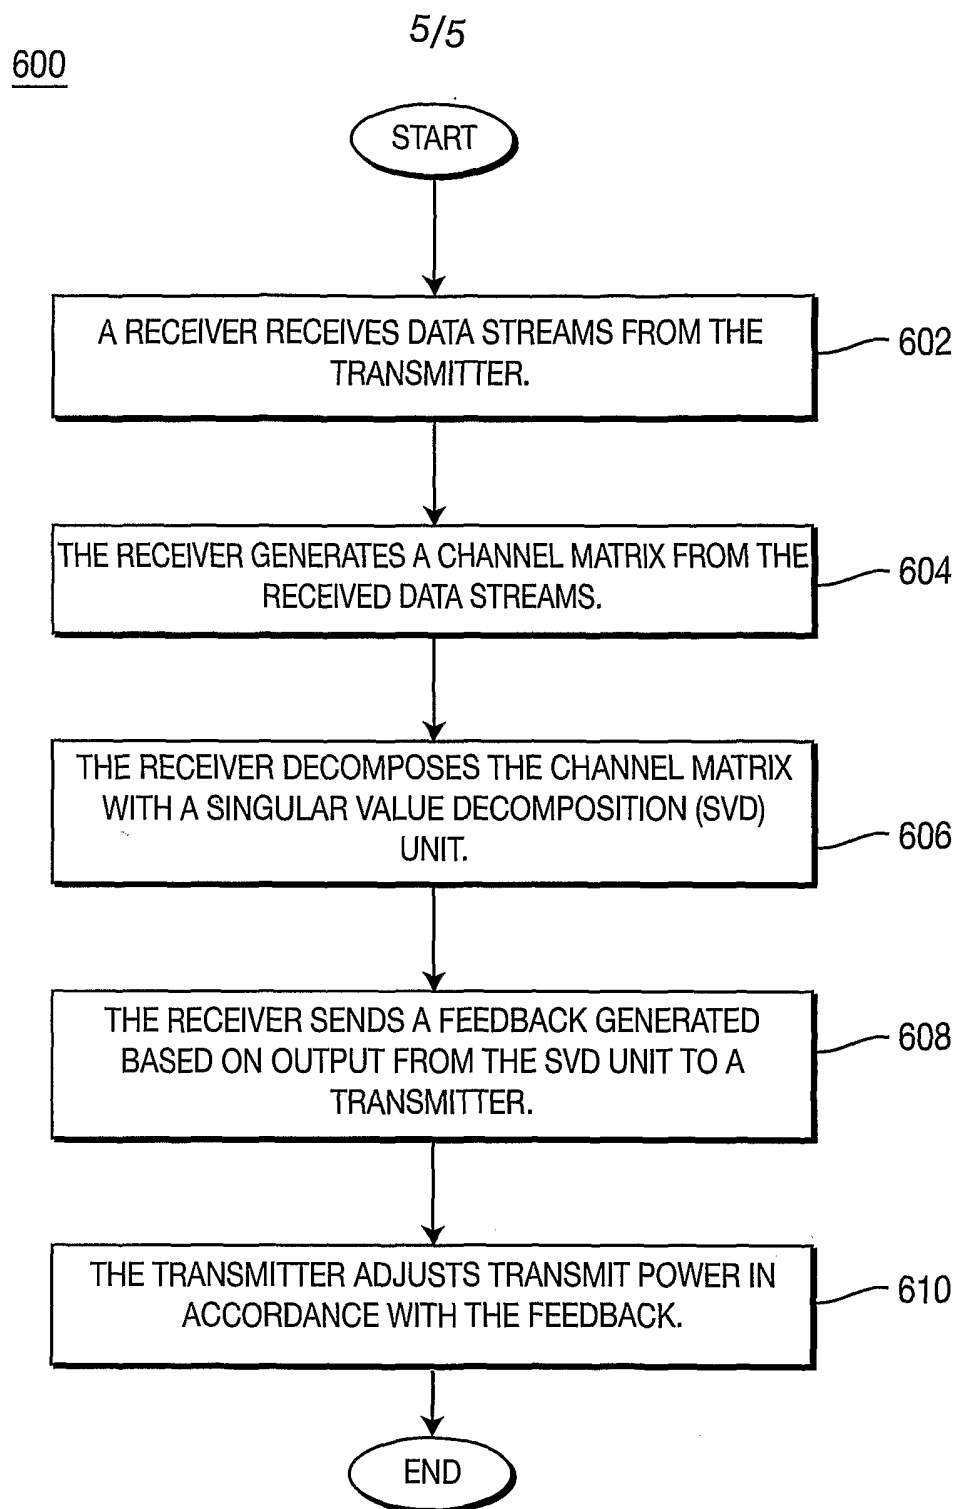 5/5
600
START
A RECEIVER RECEIVES DATA STREAMS FROM THE
TRANSMITTER.
602
THE RECEIVER GENERATES A CHANNEL MATRIX FROM THE
RECEIVED DATA STREAMS.
604
THE RECEIVER DECOMPOSES THE CHANNEL MATRIX
WITH A SINGULAR VALUE DECOMPOSITION (SVD)
UNIT.
606
THE RECEIVER SENDS A FEEDBACK GENERATED
BASED ON OUTPUT FROM THE SVD UNIT TO A
TRANSMITTER.
608
THE TRANSMITTER ADJUSTS TRANSMIT POWER IN
ACCORDANCE WITH THE FEEDBACK.
610
END